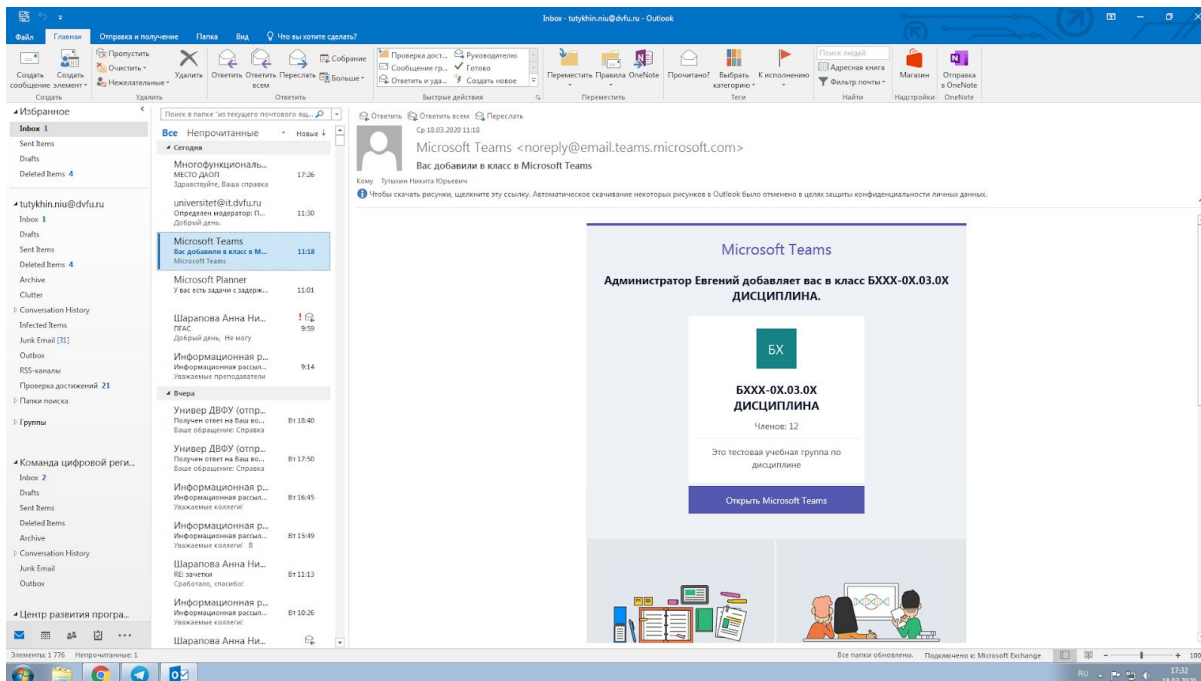 Inbox - tutykhin.niu@dvfu.ru - Outlook
Файл Главная Отправка и получение Папка Вид Что вы хотите сделать?
Создать сообщение
Создать элемент
Пропустить
Очистить
Нежелательные
Удалить
Ответить
Ответить всем
Переслать
Собрание
Больше
Проверка дост...
Сообщение гр...
Ответить и уда...
Руководителю
Готово
Создать новое
Переместить
Правила
OneNote
Прочитано?
Выбрать категорию
К исполнению
Поиск людей
Адресная книга
Фильтр почты
Магазин
Отправка в OneNote
Создать Удалить Ответить Быстрые действия Переместить Теги Найти Надстройки OneNote
Избранное
Inbox 1
Sent Items
Drafts
Deleted Items 4
tutykhin.niu@dvfu.ru
Inbox 1
Drafts
Sent Items
Deleted Items 4
Archive
Clutter
Conversation History
Infected Items
Junk Email [31]
Outbox
RSS-каналы
Проверка достижений 21
Папки поиска
Группы
Команда цифровой реги...
Inbox 2
Drafts
Sent Items
Deleted Items
Archive
Conversation History
Junk Email
Outbox
Центр развития програ...
Поиск в папке "из текущего почтового ящ...
Все Непрочитанные Новые ↓
Сегодня
Многофункциональ...
МЕСТО ДАОП 17:26
Здравствуйте, Ваша справка
universitet@it.dvfu.ru
Определен модератор: П... 11:30
Добрый день.
Microsoft Teams
Вас добавили в класс в M... 11:18
Microsoft Teams
Microsoft Planner
У вас есть задачи с задерж... 11:01
Шарапова Анна Ни...
ПГАС 9:59
Добрый день, Не могу
Информационная р...
Информационная рассыл... 9:14
Уважаемые преподаватели
Вчера
Универ ДВФУ (отпр...
Получен ответ на Ваш во... Вт 18:40
Ваше обращение: Справка
Универ ДВФУ (отпр...
Получен ответ на Ваш во... Вт 17:50
Ваше обращение: Справка
Информационная р...
Информационная рассыл... Вт 16:45
Уважаемые коллеги!
Информационная р...
Информационная рассыл... Вт 15:49
Уважаемые коллеги! В
Шарапова Анна Ни...
RE: зачетки Вт 11:13
Сработало, спасибо!
Информационная р...
Информационная рассыл... Вт 10:26
Уважаемые коллеги!
Шарапова Анна Ни...
Ответить Ответить всем Переслать
Ср 18.03.2020 11:18
Microsoft Teams <noreply@email.teams.microsoft.com>
Вас добавили в класс в Microsoft Teams
Кому Тутыхин Никита Юрьевич
Чтобы скачать рисунки, щелкните эту ссылку. Автоматическое скачивание некоторых рисунков в Outlook было отменено в целях защиты конфиденциальности личных данных.
Microsoft Teams
Администратор Евгений добавляет вас в класс БХХХ-0Х.03.0Х
ДИСЦИПЛИНА.
БХ
БХХХ-0Х.03.0Х
ДИСЦИПЛИНА
Членов: 12
Это тестовая учебная группа по
дисциплине
Открыть Microsoft Teams
Элементы: 1 776 Непрочитанные: 1
Все папки обновлены. Подключено к: Microsoft Exchange
100
RU
17:32
18.03.2020